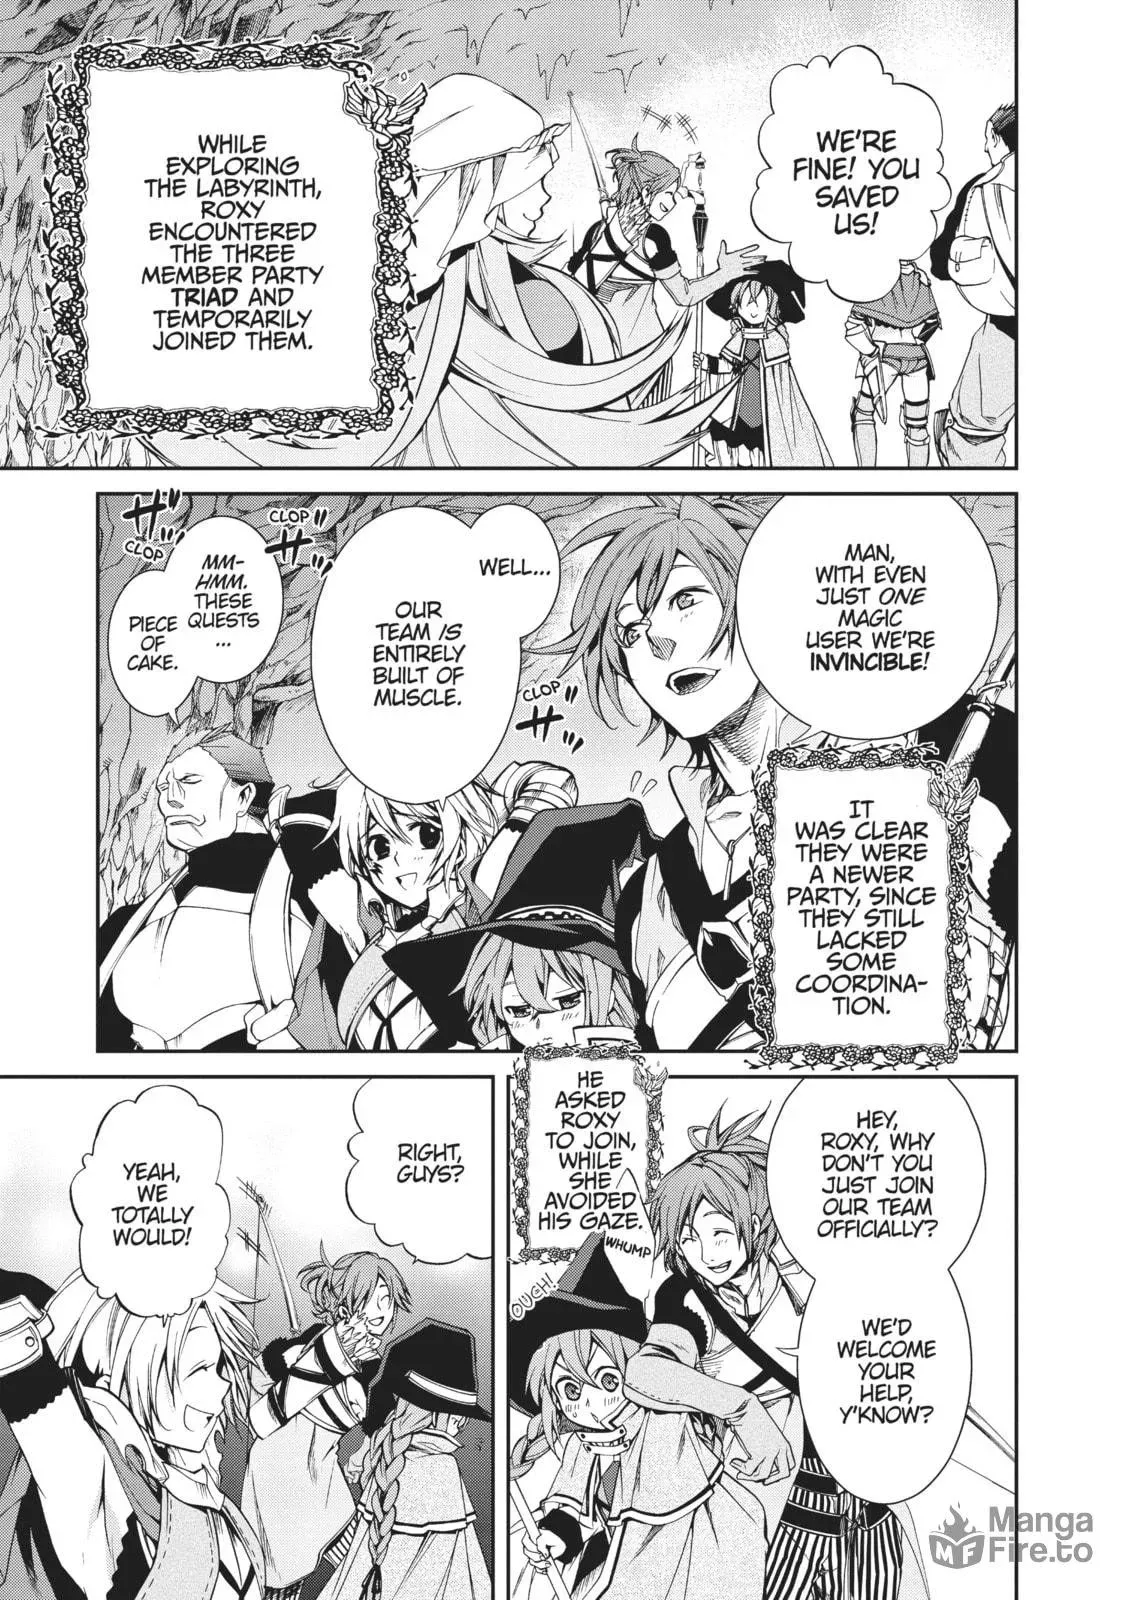 WE'RE
FINE! YOU
SAVED
US!
WHILE
EXPLORING
THE LABYRINTH,
ROXY
ENCOUNTERED
THE THREE
MEMBER PARTY
TRIAD AND
TEMPORARILY
JOINED THEM.
MAN,
WITH EVEN
JUST ONE
MAGIC
USER WE'RE
INVINCIBLE!
IT
WAS CLEAR
THEY WERE
A NEWER
PARTY, SINCE
THEY STILL
LACKED
SOME
COORDINA-
TION.
WELL...
OUR
TEAM IS
ENTIRELY
BUILT OF
MUSCLE.
CLOP
ザ
CLOP
ザ
CLOP
ザ
MM-
HMM.
THESE
QUESTS
...
PIECE
OF
CAKE.
HEY,
ROXY, WHY
DON'T YOU
JUST JOIN
OUR TEAM
OFFICIALLY?
WE'D
WELCOME
YOUR
HELP,
Y'KNOW?
HE
ASKED
ROXY
TO JOIN,
WHILE
SHE
AVOIDED
HIS GAZE.
WHUMP
OUCH!
RIGHT,
GUYS?
YEAH,
WE
TOTALLY
WOULD!
Manga
Fire.to
MF